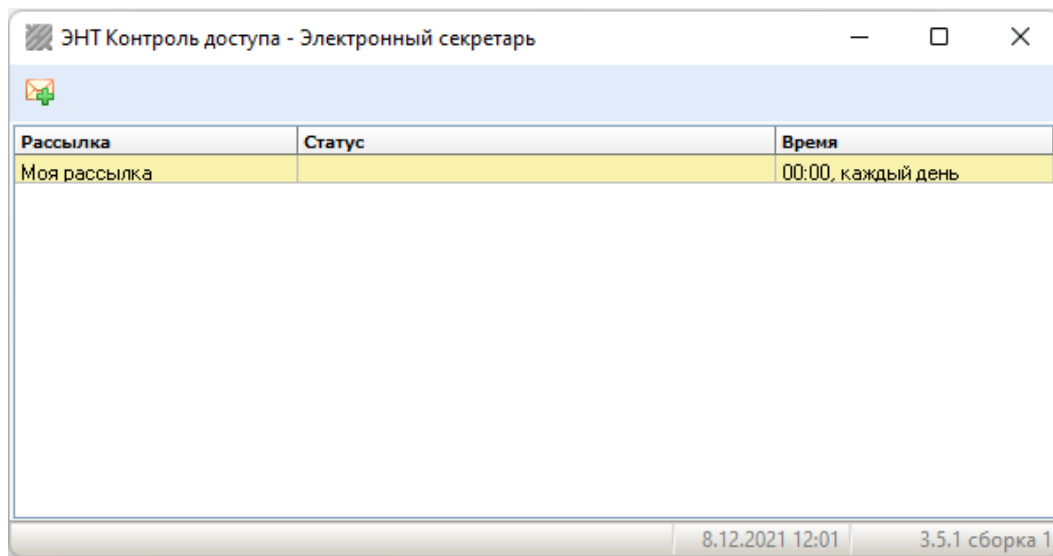 ЭНТ Контроль доступа - Электронный секретарь
Рассылка Статус Время
Моя рассылка 00:00, каждый день
8.12.2021 12:01 3.5.1 сборка 1